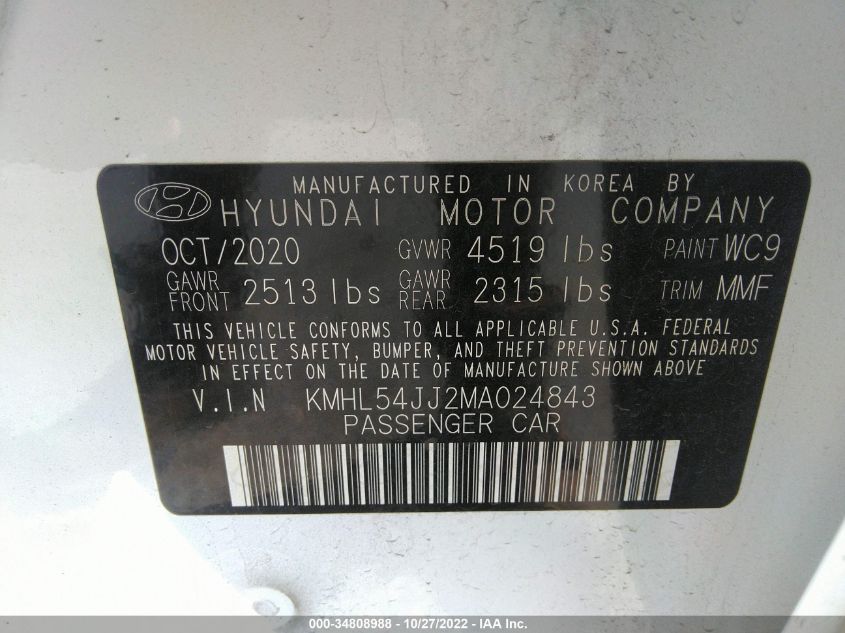 MANUFACTURED IN KOREA BY
HYUNDAI MOTOR COMPANY
OCT/2020 GVWR 4519 lbs PAINT WC9
GAWR FRONT 2513 lbs GAWR REAR 2315 lbs TRIM MMF
THIS VEHICLE CONFORMS TO ALL APPLICABLE U.S.A. FEDERAL
MOTOR VEHICLE SAFETY, BUMPER, AND THEFT PREVENTION STANDARDS
IN EFFECT ON THE DATE OF MANUFACTURE SHOWN ABOVE
V.I.N KMHL54JJ2MA024843
PASSENGER CAR
000-34808988 - 10/27/2022 - IAA Inc.